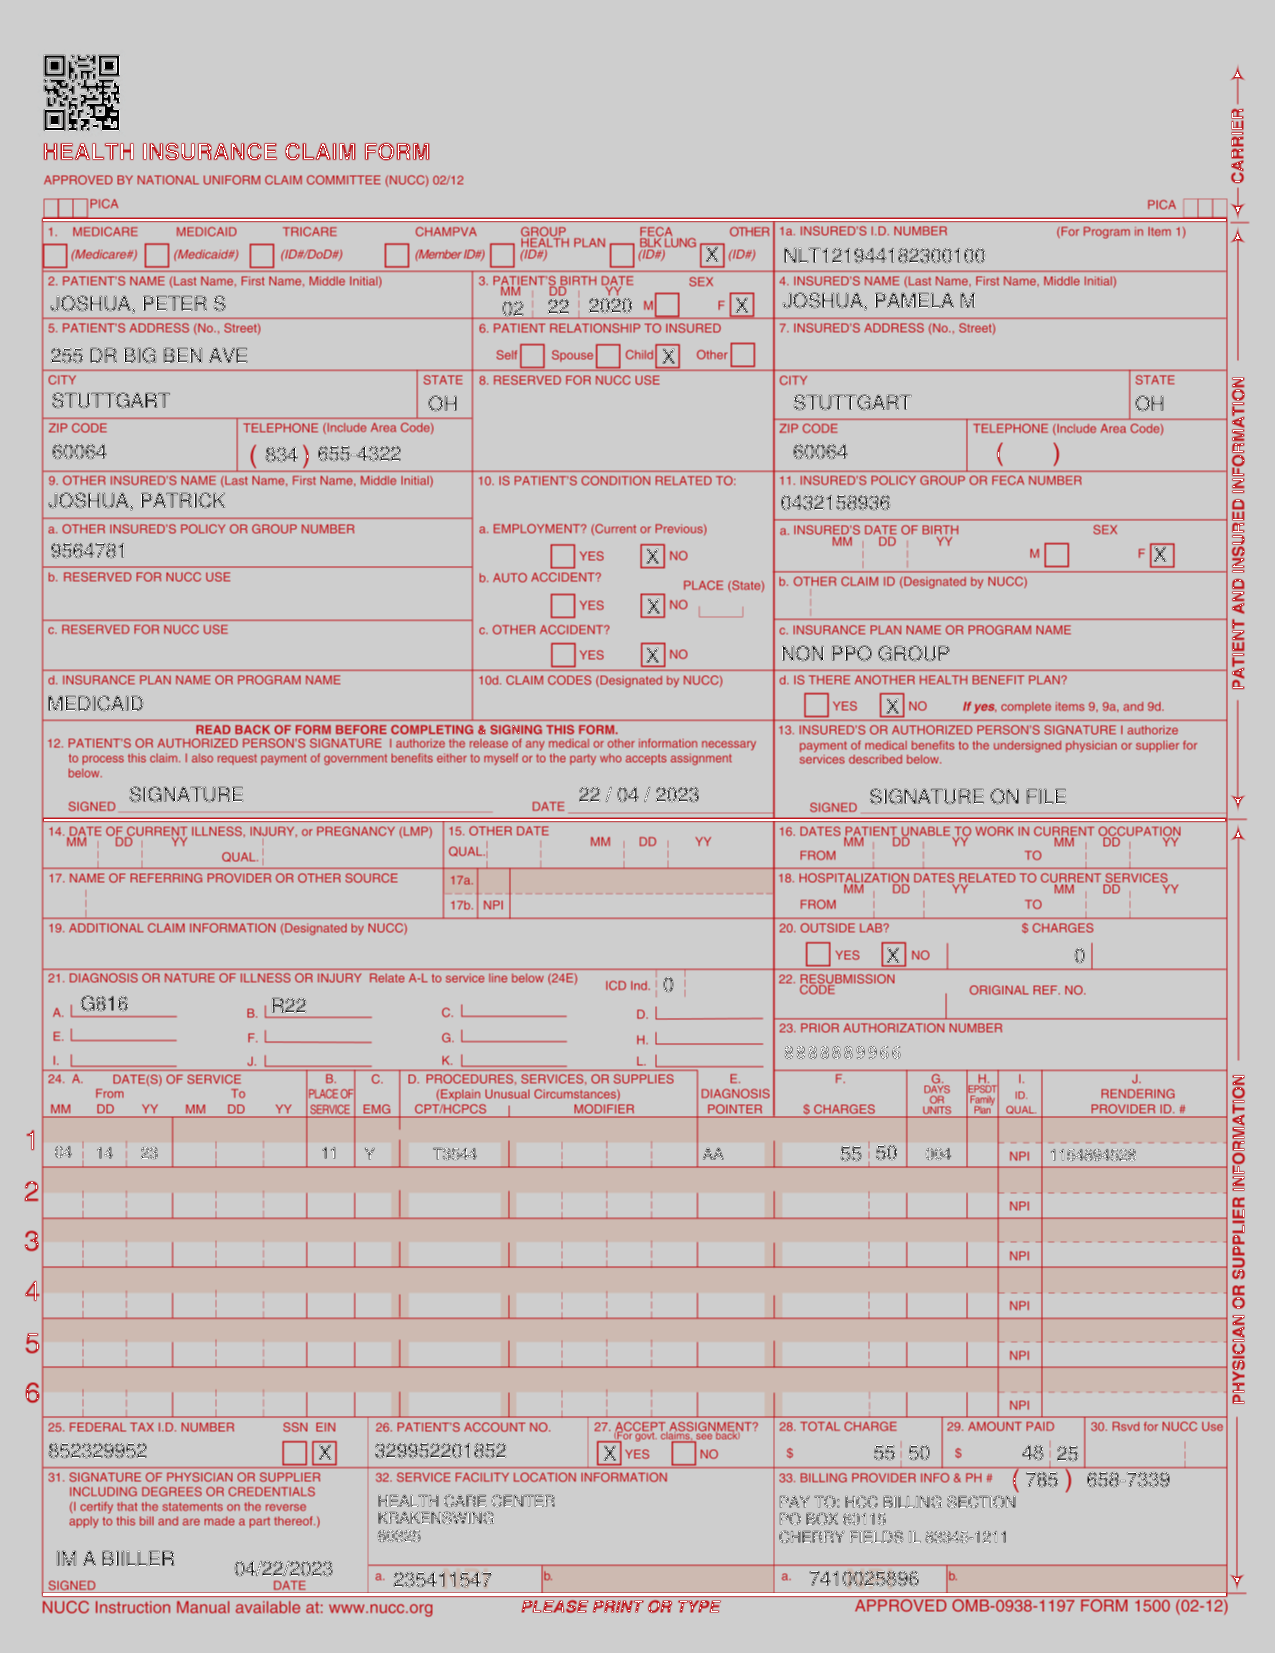 HEALTH INSURANCE CLAIM FORM
APPROVED BY NATIONAL UNIFORM CLAIM COMMITTEE (NUCC) 02/12
PICA PICA
CARRIER
1. MEDICARE MEDICAID TRICARE CHAMPVA GROUP HEALTH PLAN FECA BLK LUNG OTHER
(Medicare#) (Medicaid#) (ID#/DoD#) (Member ID#) (ID#) (ID#) X (ID#)
1a. INSURED'S I.D. NUMBER (For Program in Item 1)
NLT121944182300100
2. PATIENT'S NAME (Last Name, First Name, Middle Initial)
JOSHUA, PETER S
3. PATIENT'S BIRTH DATE SEX
MM DD YY
02 22 2020 M F X
4. INSURED'S NAME (Last Name, First Name, Middle Initial)
JOSHUA, PAMELA M
5. PATIENT'S ADDRESS (No., Street)
255 DR BIG BEN AVE
6. PATIENT RELATIONSHIP TO INSURED
Self Spouse Child X Other
7. INSURED'S ADDRESS (No., Street)
CITY STATE
STUTTGART OH
8. RESERVED FOR NUCC USE
CITY STATE
STUTTGART OH
ZIP CODE TELEPHONE (Include Area Code)
60064 (834) 655-4322
ZIP CODE TELEPHONE (Include Area Code)
60064 ( )
9. OTHER INSURED'S NAME (Last Name, First Name, Middle Initial)
JOSHUA, PATRICK
10. IS PATIENT'S CONDITION RELATED TO:
11. INSURED'S POLICY GROUP OR FECA NUMBER
0432158936
a. OTHER INSURED'S POLICY OR GROUP NUMBER
9564781
a. EMPLOYMENT? (Current or Previous)
YES X NO
a. INSURED'S DATE OF BIRTH SEX
MM DD YY M F X
b. RESERVED FOR NUCC USE
b. AUTO ACCIDENT? PLACE (State)
YES X NO
b. OTHER CLAIM ID (Designated by NUCC)
c. RESERVED FOR NUCC USE
c. OTHER ACCIDENT?
YES X NO
c. INSURANCE PLAN NAME OR PROGRAM NAME
NON PPO GROUP
d. INSURANCE PLAN NAME OR PROGRAM NAME
MEDICAID
10d. CLAIM CODES (Designated by NUCC)
d. IS THERE ANOTHER HEALTH BENEFIT PLAN?
YES X NO If yes, complete items 9, 9a, and 9d.
PATIENT AND INSURED INFORMATION
READ BACK OF FORM BEFORE COMPLETING & SIGNING THIS FORM.
12. PATIENT'S OR AUTHORIZED PERSON'S SIGNATURE I authorize the release of any medical or other information necessary
to process this claim. I also request payment of government benefits either to myself or to the party who accepts assignment
below.
SIGNED SIGNATURE DATE 22 / 04 / 2023
13. INSURED'S OR AUTHORIZED PERSON'S SIGNATURE I authorize
payment of medical benefits to the undersigned physician or supplier for
services described below.
SIGNED SIGNATURE ON FILE
14. DATE OF CURRENT ILLNESS, INJURY, or PREGNANCY (LMP)
MM DD YY QUAL.
15. OTHER DATE
QUAL. MM DD YY
16. DATES PATIENT UNABLE TO WORK IN CURRENT OCCUPATION
MM DD YY MM DD YY
FROM TO
17. NAME OF REFERRING PROVIDER OR OTHER SOURCE
17a.
17b. NPI
18. HOSPITALIZATION DATES RELATED TO CURRENT SERVICES
MM DD YY MM DD YY
FROM TO
19. ADDITIONAL CLAIM INFORMATION (Designated by NUCC)
20. OUTSIDE LAB? $ CHARGES
YES X NO 0
21. DIAGNOSIS OR NATURE OF ILLNESS OR INJURY Relate A-L to service line below (24E) ICD Ind. 0
A. G816 B. R22 C. D.
E. F. G. H.
I. J. K. L.
22. RESUBMISSION CODE ORIGINAL REF. NO.
23. PRIOR AUTHORIZATION NUMBER
24. A. DATE(S) OF SERVICE B. C. D. PROCEDURES, SERVICES, OR SUPPLIES E. F. G. H. I. J.
From To PLACE OF (Explain Unusual Circumstances) DIAGNOSIS DAYS OR EPSDT Family ID. RENDERING
MM DD YY MM DD YY SERVICE EMG CPT/HCPCS MODIFIER POINTER $ CHARGES UNITS Plan QUAL. PROVIDER ID. #
1
14 11 Y AA 55 50 NPI
2 NPI
3 NPI
4 NPI
5 NPI
6 NPI
PHYSICIAN OR SUPPLIER INFORMATION
25. FEDERAL TAX I.D. NUMBER SSN EIN
852329952 X
26. PATIENT'S ACCOUNT NO.
329952201852
27. ACCEPT ASSIGNMENT?
(For govt. claims, see back)
X YES NO
28. TOTAL CHARGE
$ 55 50
29. AMOUNT PAID
$ 48 25
30. Rsvd for NUCC Use
31. SIGNATURE OF PHYSICIAN OR SUPPLIER
INCLUDING DEGREES OR CREDENTIALS
(I certify that the statements on the reverse
apply to this bill and are made a part thereof.)
IM A BIILLER 04/22/2023
SIGNED DATE
32. SERVICE FACILITY LOCATION INFORMATION
HEALTH CARE CENTER
KRAKENSWING
a. 235411547 b.
33. BILLING PROVIDER INFO & PH # (785) 658-7339
PAY TO: HCC BILLING SECTION
PO BOX
CHERRY FIELDS IL
a. 7410025896 b.
NUCC Instruction Manual available at: www.nucc.org
PLEASE PRINT OR TYPE
APPROVED OMB-0938-1197 FORM 1500 (02-12)